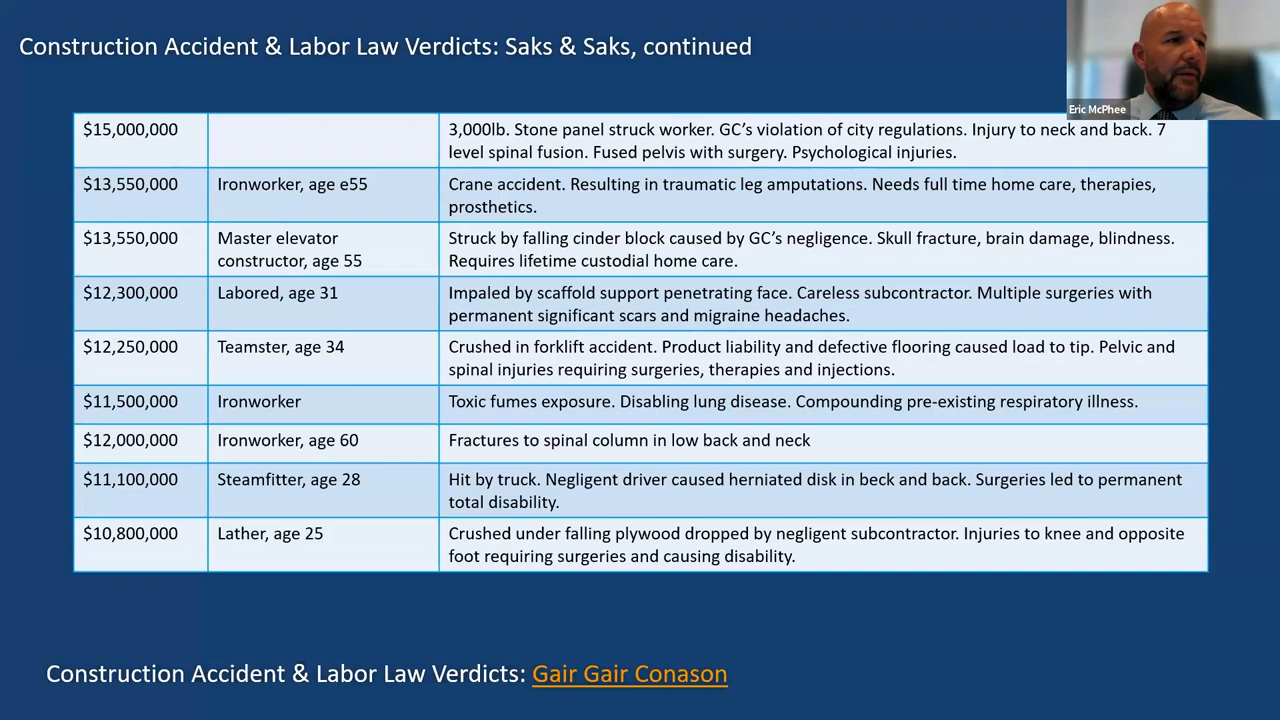 Construction Accident & Labor Law Verdicts: Saks & Saks, continued
Eric McPhee
$15,000,000
3,000lb. Stone panel struck worker. GC’s violation of city regulations. Injury to neck and back. 7
level spinal fusion. Fused pelvis with surgery. Psychological injuries.
$13,550,000
Ironworker, age e55
Crane accident. Resulting in traumatic leg amputations. Needs full time home care, therapies,
prosthetics.
$13,550,000
Master elevator
constructor, age 55
Struck by falling cinder block caused by GC’s negligence. Skull fracture, brain damage, blindness.
Requires lifetime custodial home care.
$12,300,000
Labored, age 31
Impaled by scaffold support penetrating face. Careless subcontractor. Multiple surgeries with
permanent significant scars and migraine headaches.
$12,250,000
Teamster, age 34
Crushed in forklift accident. Product liability and defective flooring caused load to tip. Pelvic and
spinal injuries requiring surgeries, therapies and injections.
$11,500,000
Ironworker
Toxic fumes exposure. Disabling lung disease. Compounding pre-existing respiratory illness.
$12,000,000
Ironworker, age 60
Fractures to spinal column in low back and neck
$11,100,000
Steamfitter, age 28
Hit by truck. Negligent driver caused herniated disk in beck and back. Surgeries led to permanent
total disability.
$10,800,000
Lather, age 25
Crushed under falling plywood dropped by negligent subcontractor. Injuries to knee and opposite
foot requiring surgeries and causing disability.
Construction Accident & Labor Law Verdicts: Gair Gair Conason